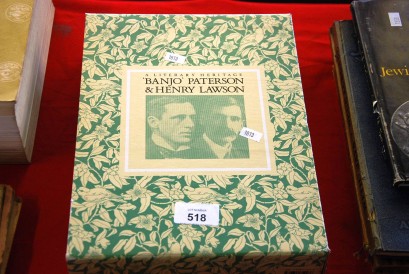 A LITERARY HERITAGE
'BANJO' PATERSON
& HENRY LAWSON
518
Jewi